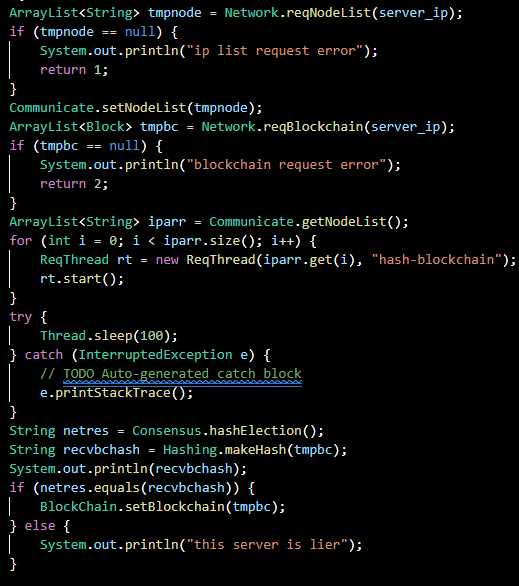 ArrayList<String> tmpnode = Network.reqNodeList(server_ip);
if (tmpnode == null) {
    System.out.println("ip list request error");
    return 1;
}
Communicate.setNodeList(tmpnode);
ArrayList<Block> tmpbc = Network.reqBlockchain(server_ip);
if (tmpbc == null) {
    System.out.println("blockchain request error");
    return 2;
}
ArrayList<String> iparr = Communicate.getNodeList();
for (int i = 0; i < iparr.size(); i++) {
    ReqThread rt = new ReqThread(iparr.get(i), "hash-blockchain");
    rt.start();
}
try {
    Thread.sleep(100);
} catch (InterruptedException e) {
    // TODO Auto-generated catch block
    e.printStackTrace();
}
String netres = Consensus.hashElection();
String recvbchash = Hashing.makeHash(tmpbc);
System.out.println(recvbchash);
if (netres.equals(recvbchash)) {
    BlockChain.setBlockchain(tmpbc);
} else {
    System.out.println("this server is lier");
}